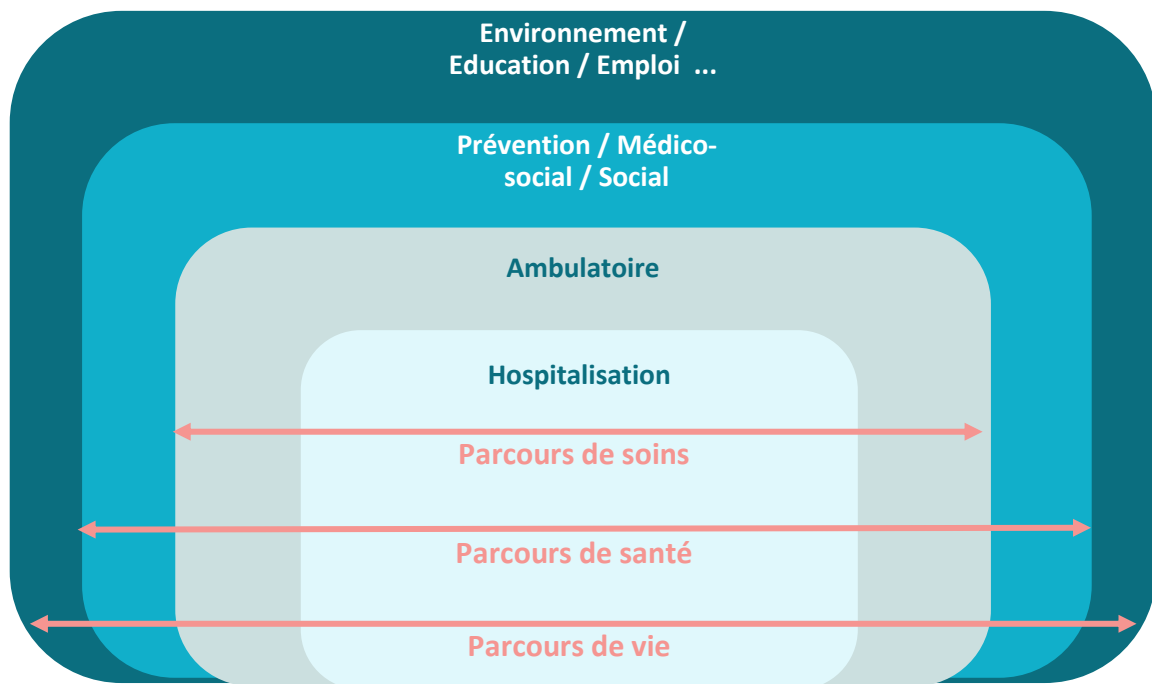 Environnement /
Education / Emploi ...
Prévention / Médico-
social / Social
Ambulatoire
Hospitalisation
Parcours de soins
Parcours de santé
Parcours de vie